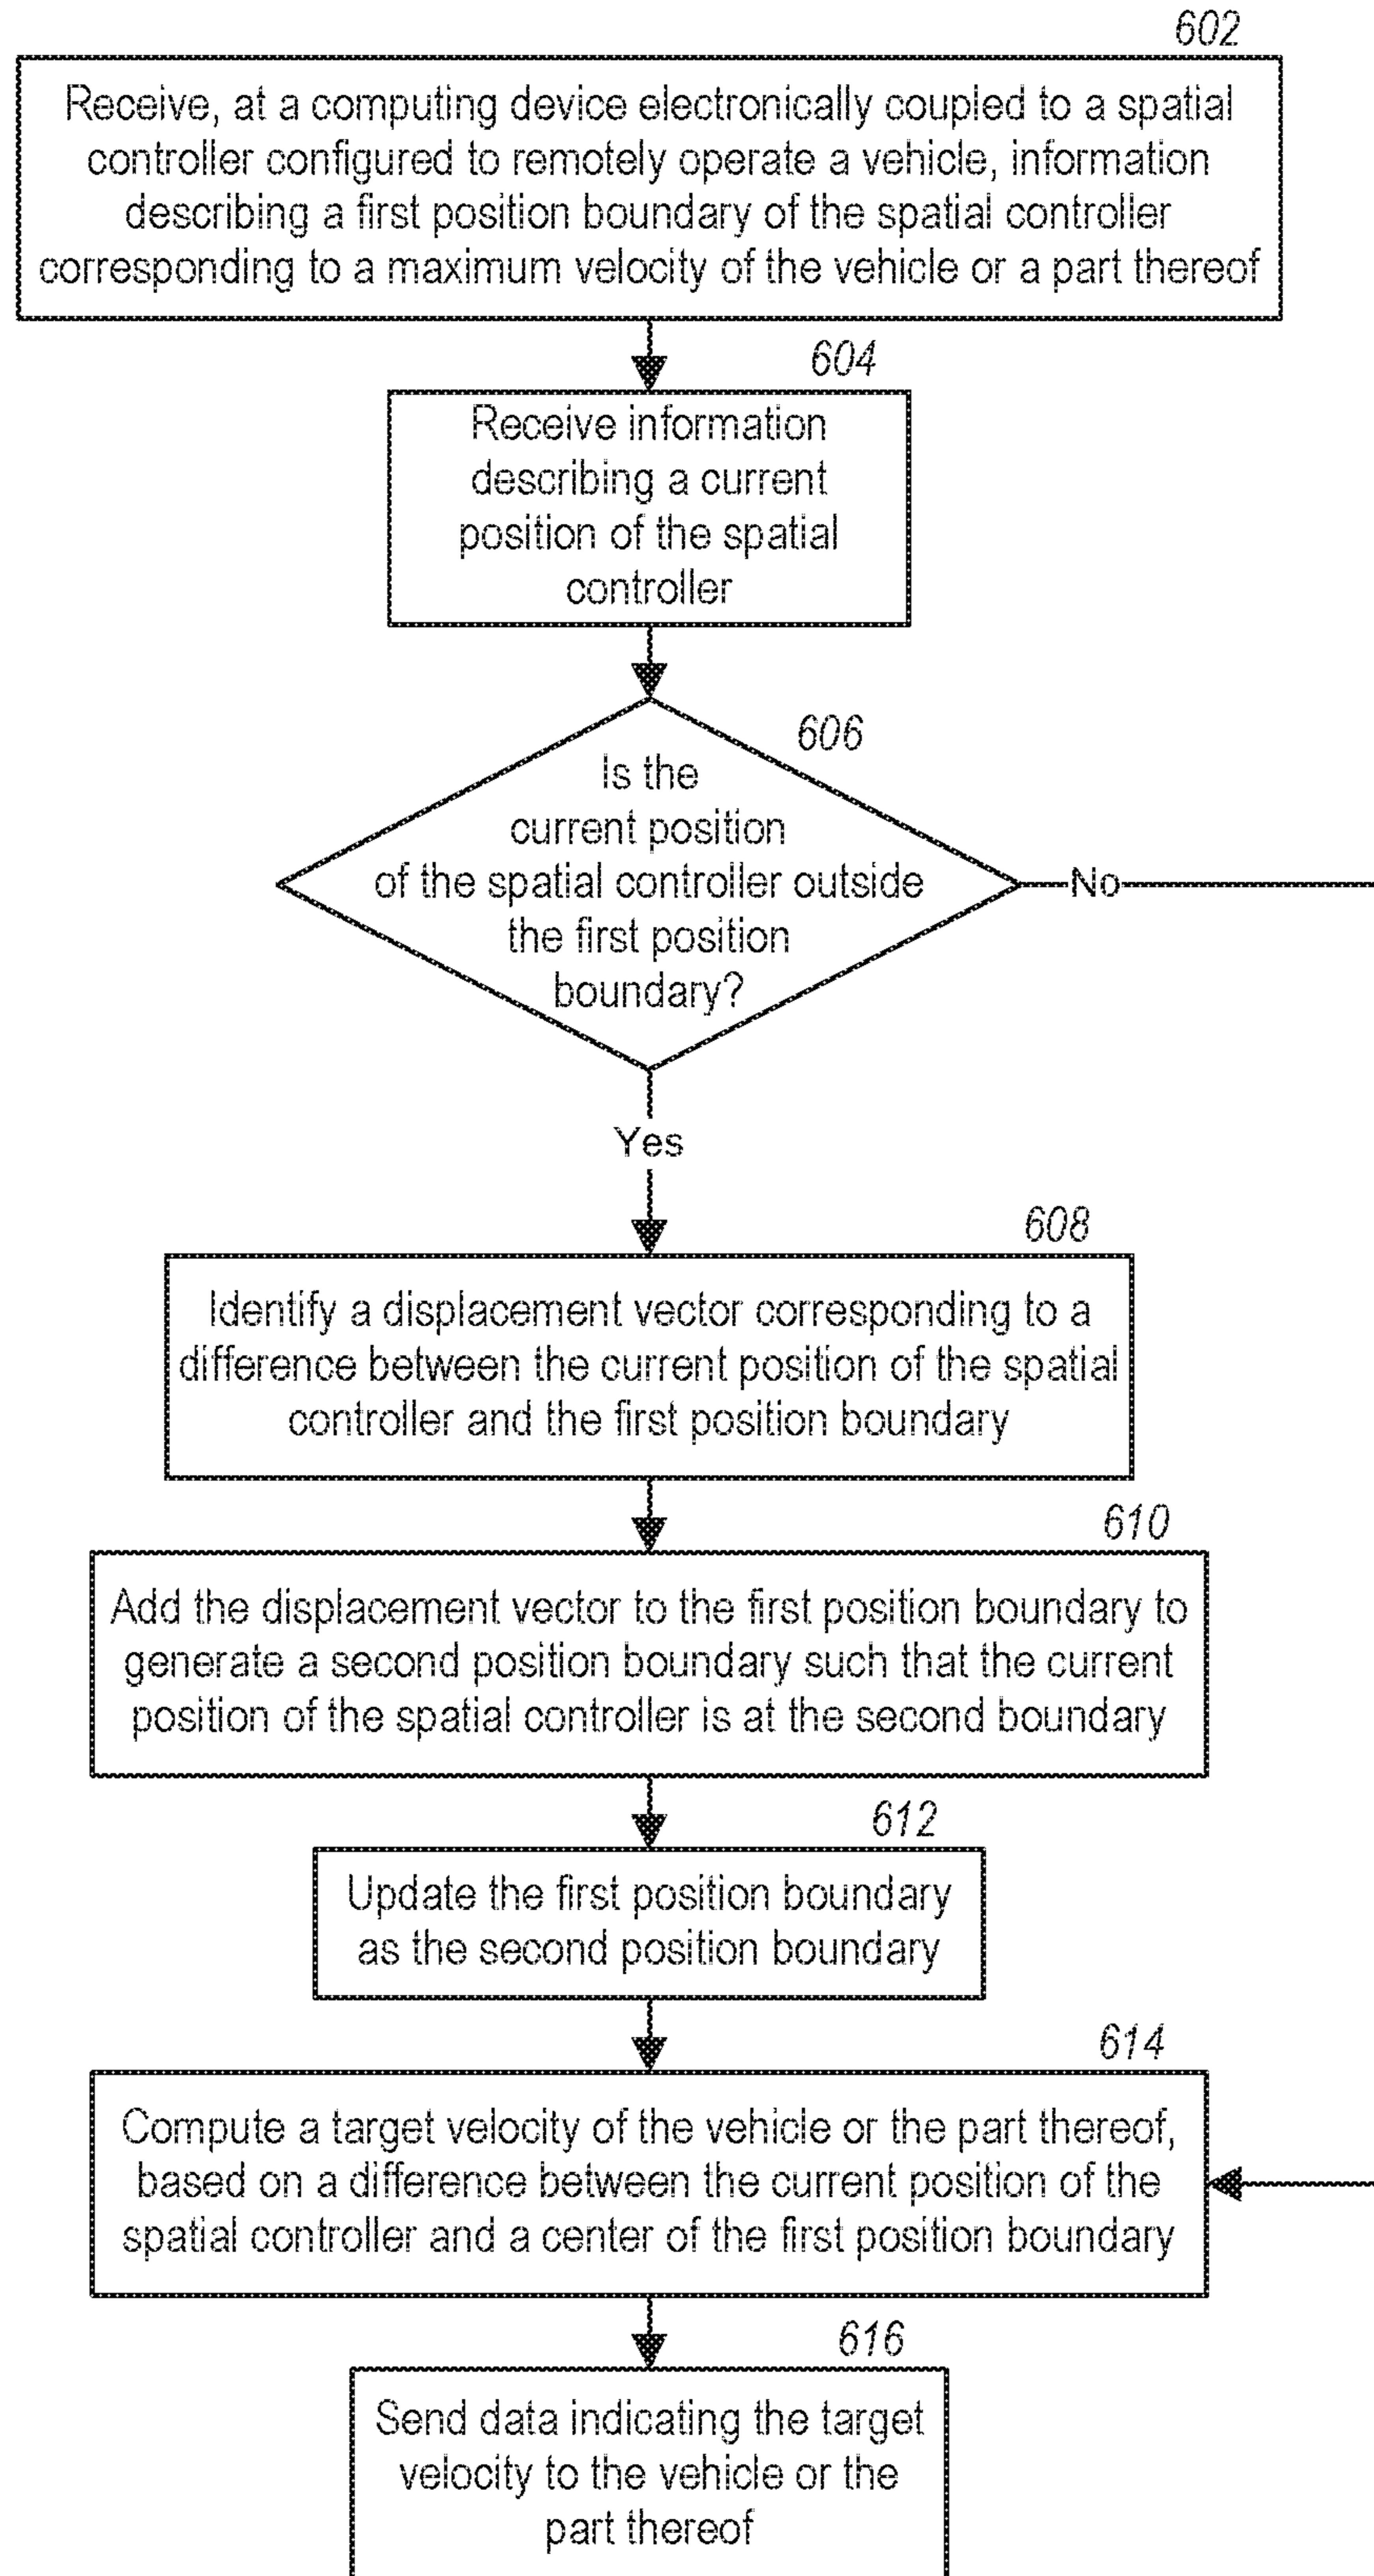 602
Receive, at a computing device electronically coupled to a spatial
controller configured to remotely operate a vehicle, information
describing a first position boundary of the spatial controller
corresponding to a maximum velocity of the vehicle or a part thereof
604
Receive information
describing a current
position of the spatial
controller
606
Is the
current position
of the spatial controller outside
the first position
boundary?
No
Yes
608
Identify a displacement vector corresponding to a
difference between the current position of the spatial
controller and the first position boundary
610
Add the displacement vector to the first position boundary to
generate a second position boundary such that the current
position of the spatial controller is at the second boundary
612
Update the first position boundary
as the second position boundary
614
Compute a target velocity of the vehicle or the part thereof,
based on a difference between the current position of the
spatial controller and a center of the first position boundary
616
Send data indicating the target
velocity to the vehicle or the
part thereof